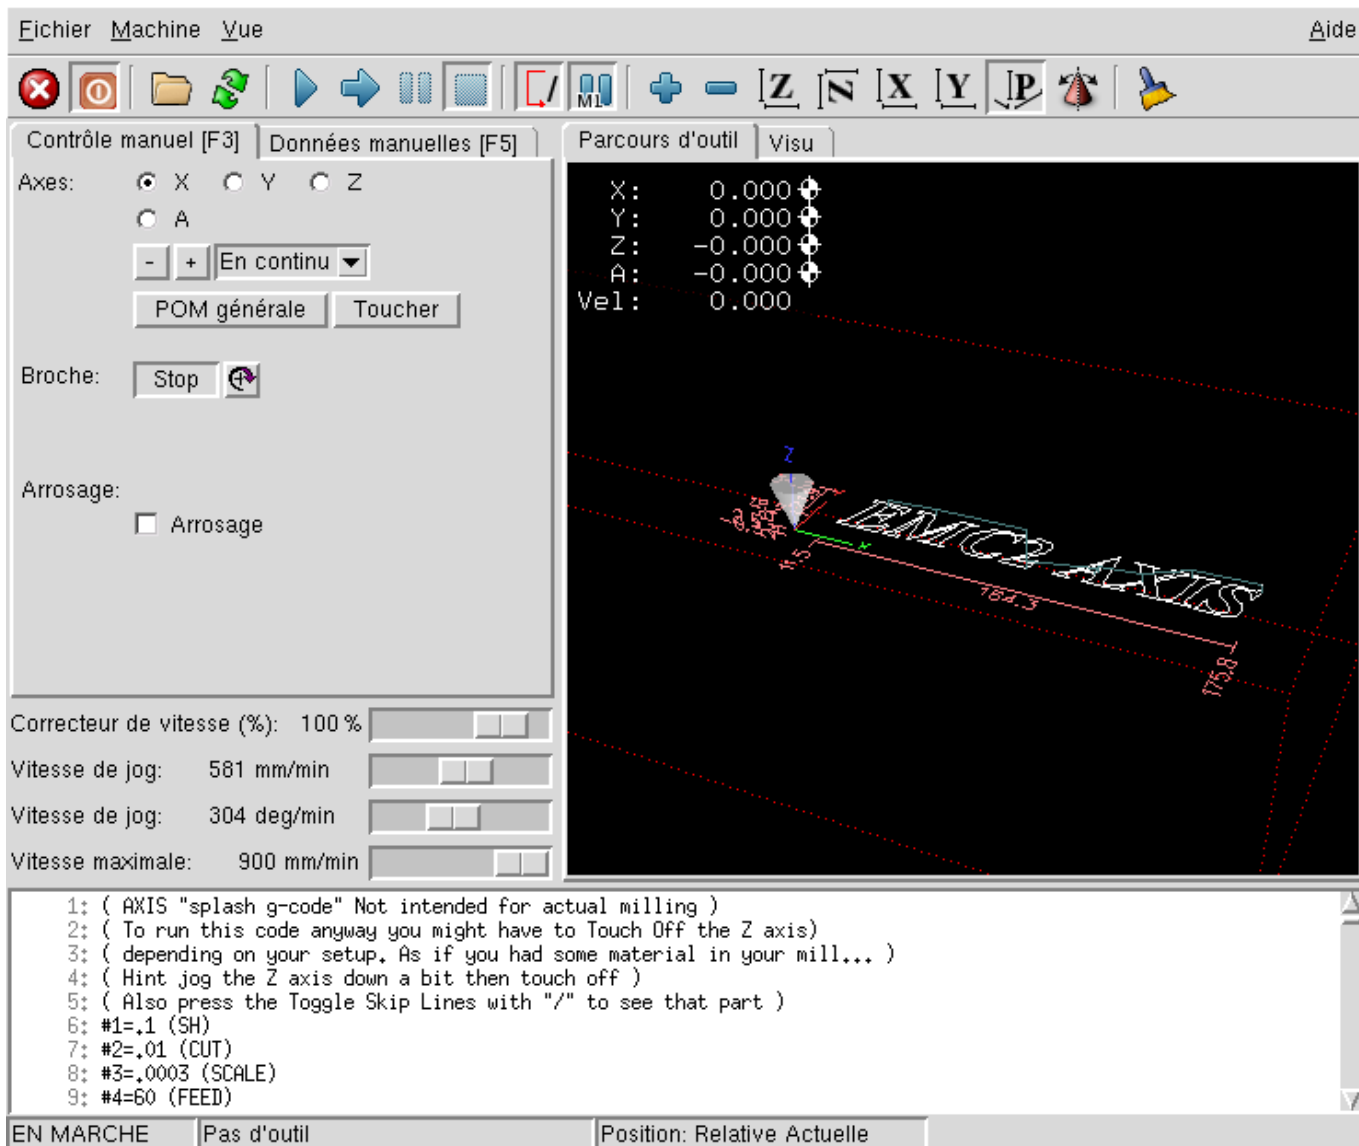 Fichier Machine Vue Aide
M1 Z N X Y P
Contrôle manuel [F3] Données manuelles [F5]
Parcours d'outil Visu
Axes: X Y Z
A
- + En continu
POM générale Toucher
Broche: Stop
Arrosage:
Arrosage
Correcteur de vitesse (%): 100 %
Vitesse de jog: 581 mm/min
Vitesse de jog: 304 deg/min
Vitesse maximale: 900 mm/min
X: 0.000
Y: 0.000
Z: -0.000
A: -0.000
Vel: 0.000
Z
X
EMC2 AXIS
11.5
164.3
175.8
1: ( AXIS "splash g-code" Not intended for actual milling )
2: ( To run this code anyway you might have to Touch Off the Z axis)
3: ( depending on your setup. As if you had some material in your mill... )
4: ( Hint jog the Z axis down a bit then touch off )
5: ( Also press the Toggle Skip Lines with "/" to see that part )
6: #1=.1 (SH)
7: #2=.01 (CUT)
8: #3=.0003 (SCALE)
9: #4=60 (FEED)
EN MARCHE Pas d'outil Position: Relative Actuelle